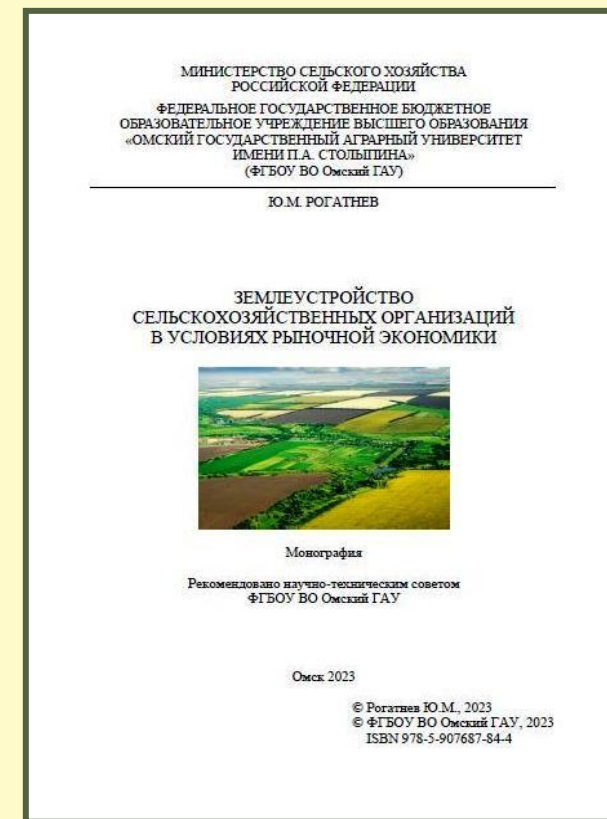 МИНИСТЕРСТВО СЕЛЬСКОГО ХОЗЯЙСТВА
РОССИЙСКОЙ ФЕДЕРАЦИИ
ФЕДЕРАЛЬНОЕ ГОСУДАРСТВЕННОЕ БЮДЖЕТНОЕ
ОБРАЗОВАТЕЛЬНОЕ УЧРЕЖДЕНИЕ ВЫСШЕГО ОБРАЗОВАНИЯ
«ОМСКИЙ ГОСУДАРСТВЕННЫЙ АГРАРНЫЙ УНИВЕРСИТЕТ
ИМЕНИ П.А. СТОЛЫПИНА»
(ФГБОУ ВО Омский ГАУ)
Ю.М. РОГАТНЕВ
ЗЕМЛЕУСТРОЙСТВО
СЕЛЬСКОХОЗЯЙСТВЕННЫХ ОРГАНИЗАЦИЙ
В УСЛОВИЯХ РЫНОЧНОЙ ЭКОНОМИКИ
Монография
Рекомендовано научно-техническим советом
ФГБОУ ВО Омский ГАУ
Омск 2023
© Рогатнев Ю.М., 2023
© ФГБОУ ВО Омский ГАУ, 2023
ISBN 978-5-907687-84-4